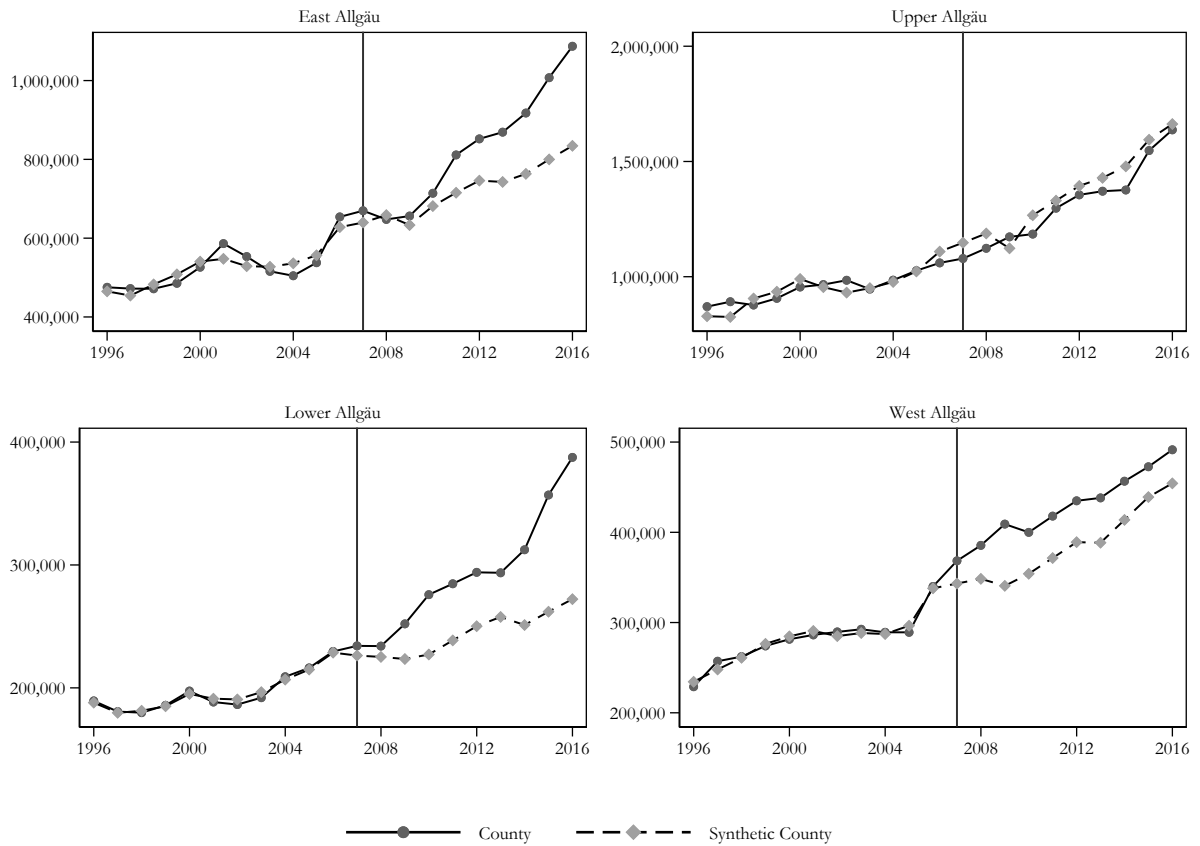 East Allgäu
1,000,000
800,000
600,000
400,000
1996 2000 2004 2008 2012 2016
Upper Allgäu
2,000,000
1,500,000
1,000,000
1996 2000 2004 2008 2012 2016
Lower Allgäu
400,000
300,000
200,000
1996 2000 2004 2008 2012 2016
West Allgäu
500,000
400,000
300,000
200,000
1996 2000 2004 2008 2012 2016
County Synthetic County